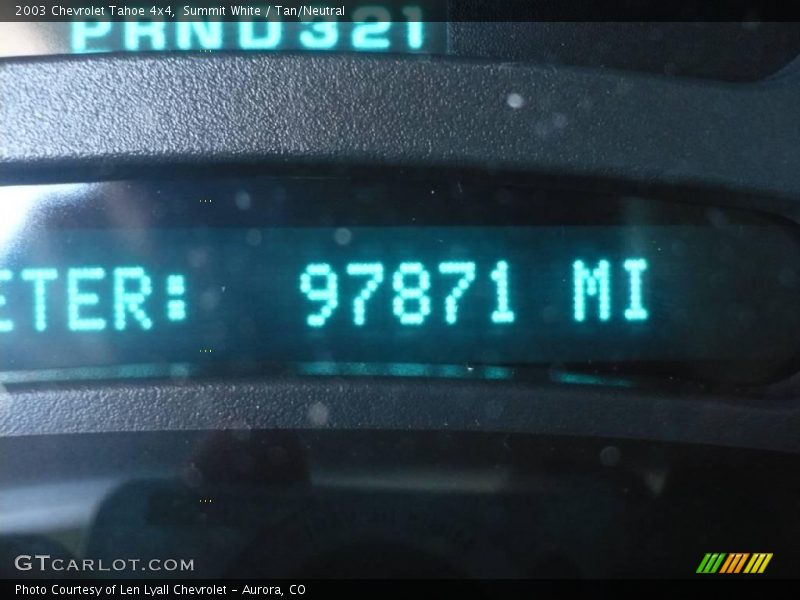 2003 Chevrolet Tahoe 4x4, Summit White / Tan/Neutral
PRND321
ETER: 97871 MI
GTCARLOT.COM
Photo Courtesy of Len Lyall Chevrolet – Aurora, CO